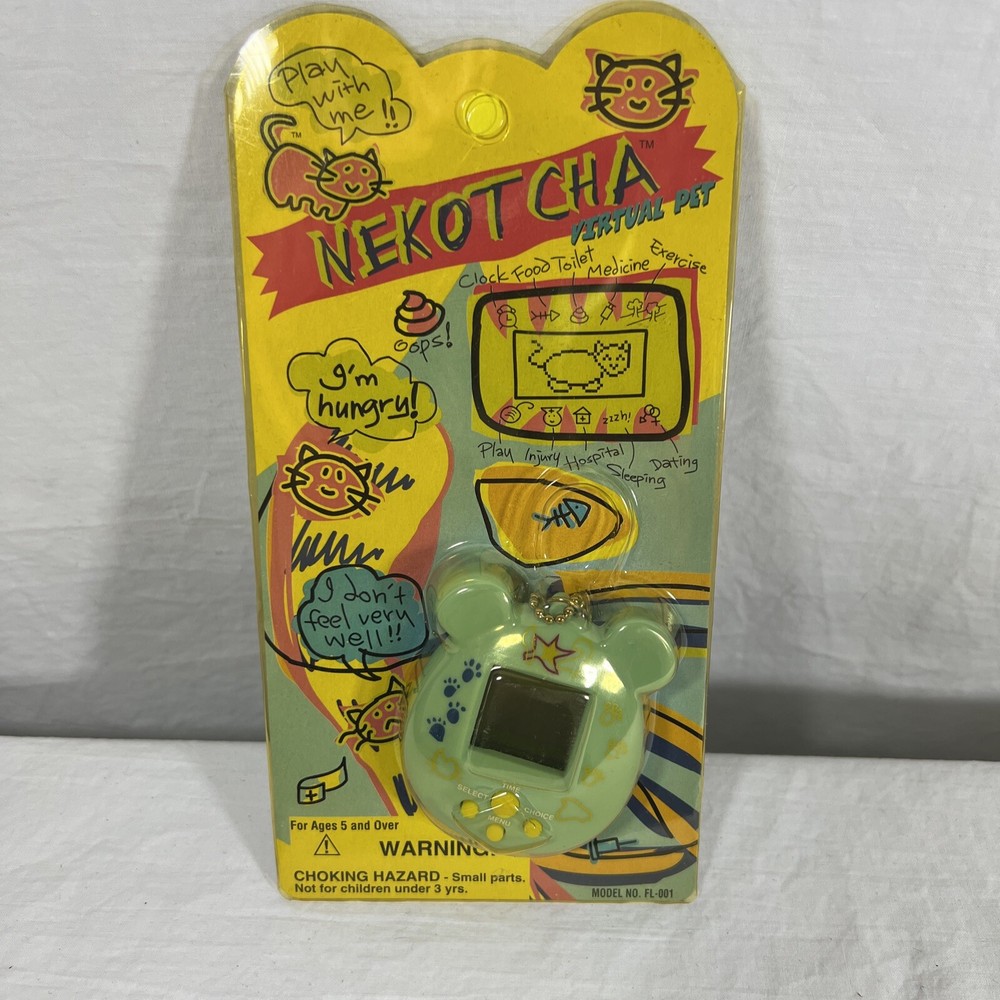 Play
with
me!!
TM
NEKOTCHA
TM
VIRTUAL PET
Clock Food Toilet Medicine Exercise
oops!
I'm
hungry!
zzzh!
Play Injury Hospital Sleeping Dating
I don't
feel very
well!!
TIME
SELECT
CHOICE
MENU
For Ages 5 and Over
WARNING:
CHOKING HAZARD - Small parts.
Not for children under 3 yrs.
MODEL NO. FL-001